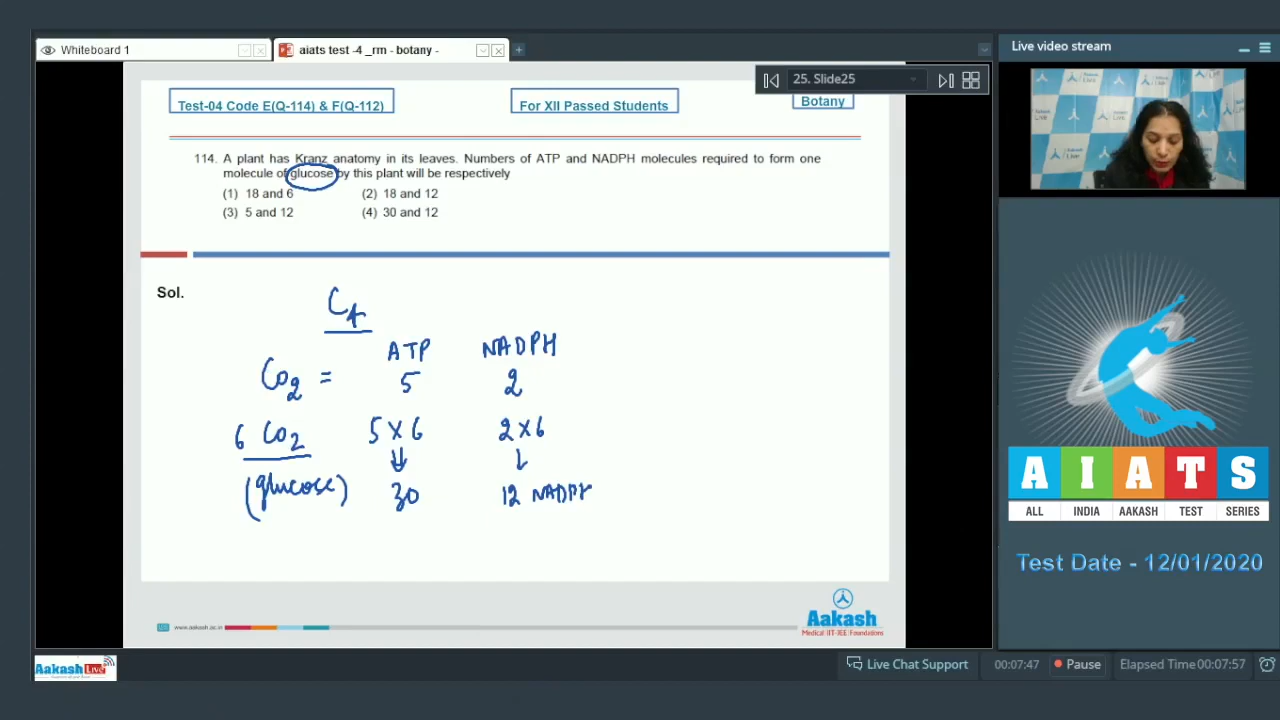 Whiteboard 1
aiats test -4 _rm - botany -
Live video stream
25. Slide25
Test-04 Code E(Q-114) & F(Q-112)
For XII Passed Students
Botany
114. A plant has Kranz anatomy in its leaves. Numbers of ATP and NADPH molecules required to form one
molecule of glucose by this plant will be respectively
(1) 18 and 6 (2) 18 and 12
(3) 5 and 12 (4) 30 and 12
Sol.
C4
ATP NADPH
CO2 = 5 2
6 CO2 5 × 6 2 × 6
(glucose) 30 12 NADPH
www.aakash.ac.in
Aakash
Medical|IIT-JEE|Foundations
A I A T S
ALL INDIA AAKASH TEST SERIES
Test Date - 12/01/2020
Aakash Live
Live Chat Support 00:07:47 Pause Elapsed Time 00:07:57